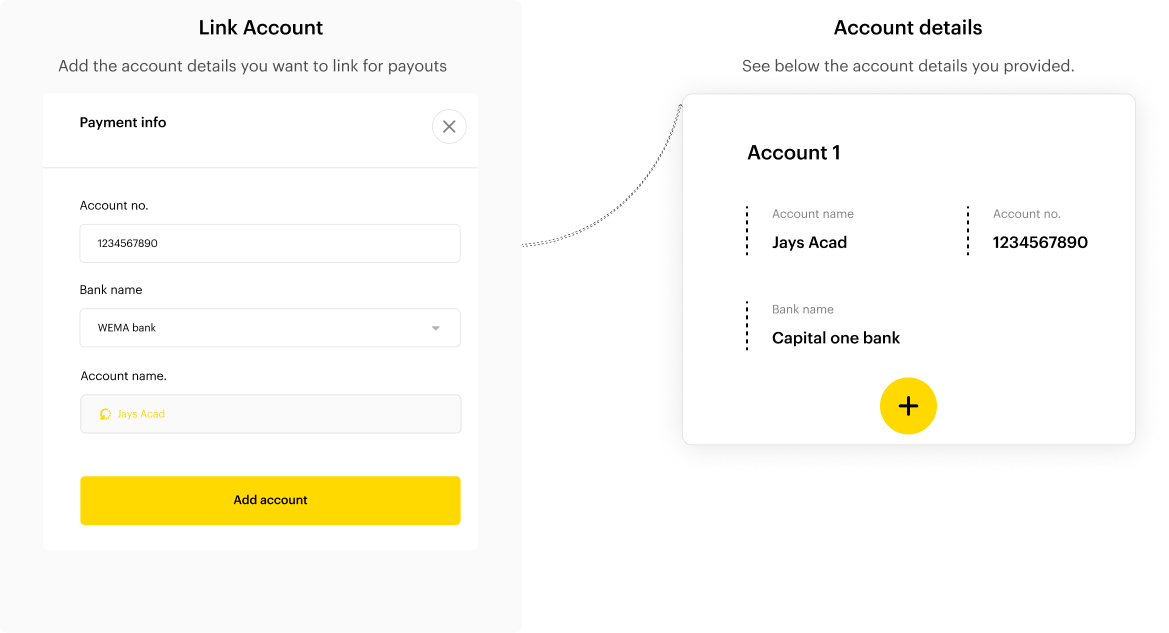 Link Account
Add the account details you want to link for payouts
Payment info
Account no.
1234567890
Bank name
WEMA bank
Account name.
Jays Acad
Add account
Account details
See below the account details you provided.
Account 1
Account name
Jays Acad
Account no.
1234567890
Bank name
Capital one bank